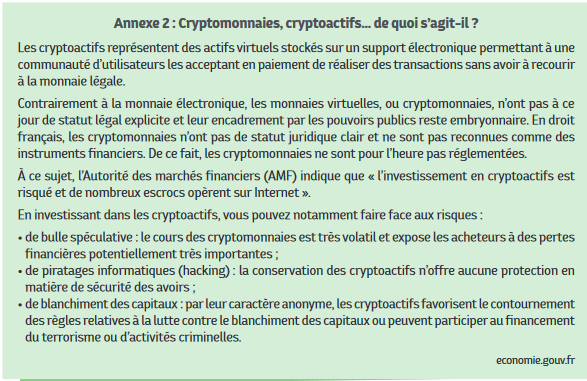 Annexe 2 : Cryptomonnaies, cryptoactifs… de quoi s’agit-il ?
Les cryptoactifs représentent des actifs virtuels stockés sur un support électronique permettant à une
communauté d’utilisateurs les acceptant en paiement de réaliser des transactions sans avoir à recourir
à la monnaie légale.
Contrairement à la monnaie électronique, les monnaies virtuelles, ou cryptomonnaies, n’ont pas à ce
jour de statut légal explicite et leur encadrement par les pouvoirs publics reste embryonnaire. En droit
français, les cryptomonnaies n’ont pas de statut juridique clair et ne sont pas reconnues comme des
instruments financiers. De ce fait, les cryptomonnaies ne sont pour l’heure pas réglementées.
À ce sujet, l’Autorité des marchés financiers (AMF) indique que « l’investissement en cryptoactifs est
risqué et de nombreux escrocs opèrent sur Internet ».
En investissant dans les cryptoactifs, vous pouvez notamment faire face aux risques :
• de bulle spéculative : le cours des cryptomonnaies est très volatil et expose les acheteurs à des pertes
financières potentiellement très importantes ;
• de piratages informatiques (hacking) : la conservation des cryptoactifs n’offre aucune protection en
matière de sécurité des avoirs ;
• de blanchiment des capitaux : par leur caractère anonyme, les cryptoactifs favorisent le contournement
des règles relatives à la lutte contre le blanchiment des capitaux ou peuvent participer au financement
du terrorisme ou d’activités criminelles.
economie.gouv.fr